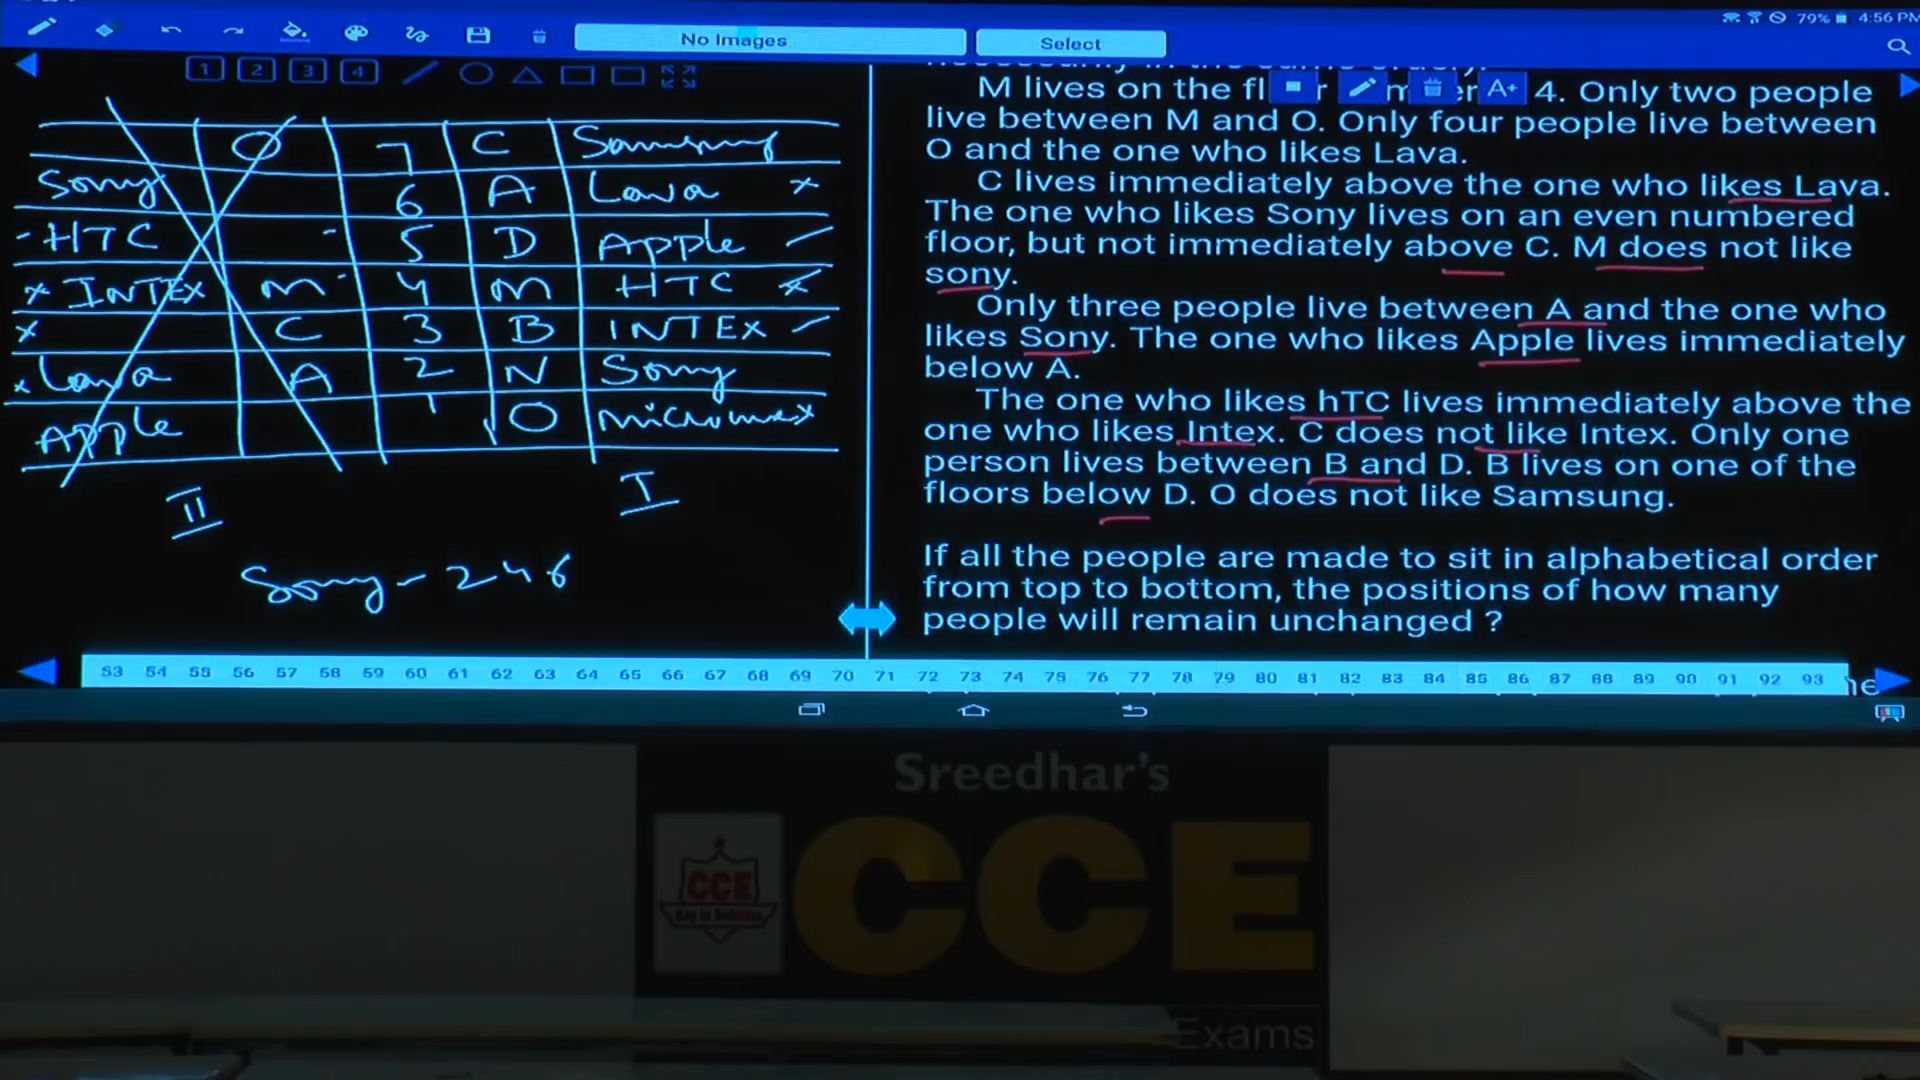 79% 4:56 PM
No Images Select
1 2 3 4
O 7 C Samsung
Sony 6 A Lava x
- HTC - 5 D Apple
x INTEX M - 4 M HTC x
x C 3 B INTEX
x Lava A 2 N Sony
Apple 1 O micromax
II I
Sony - 2 4 6
M lives on the fl r m er A+ 4. Only two people
live between M and O. Only four people live between
O and the one who likes Lava.
C lives immediately above the one who likes Lava.
The one who likes Sony lives on an even numbered
floor, but not immediately above C. M does not like
sony.
Only three people live between A and the one who
likes Sony. The one who likes Apple lives immediately
below A.
The one who likes hTC lives immediately above the
one who likes Intex. C does not like Intex. Only one
person lives between B and D. B lives on one of the
floors below D. O does not like Samsung.
If all the people are made to sit in alphabetical order
from top to bottom, the positions of how many
people will remain unchanged ?
53 54 55 56 57 58 59 60 61 62 63 64 65 66 67 68 69 70 71 72 73 74 75 76 77 78 79 80 81 82 83 84 85 86 87 88 89 90 91 92 93
Sreedhar's
CCE
CCE
Exams